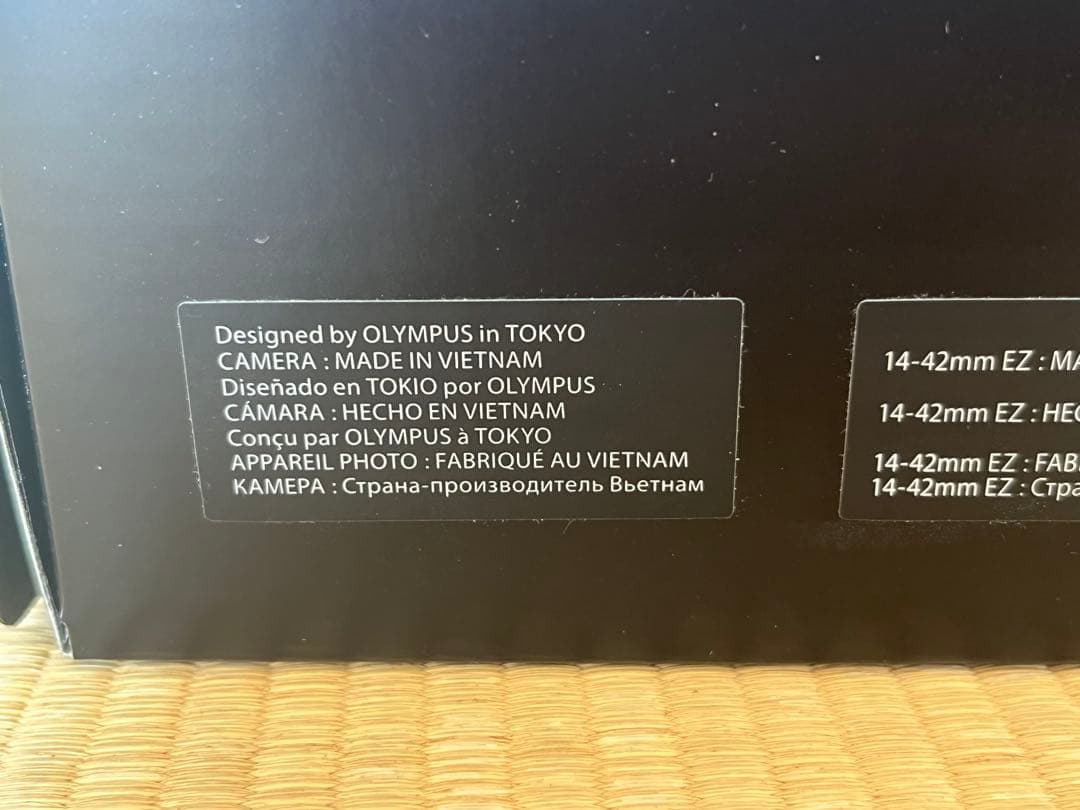 Designed by OLYMPUS in TOKYO
CAMERA : MADE IN VIETNAM
Diseñado en TOKIO por OLYMPUS
CÁMARA : HECHO EN VIETNAM
Conçu par OLYMPUS à TOKYO
APPAREIL PHOTO : FABRIQUÉ AU VIETNAM
КАМЕРА : Страна-производитель Вьетнам
14-42mm EZ :
14-42mm EZ :
14-42mm EZ :
14-42mm EZ :